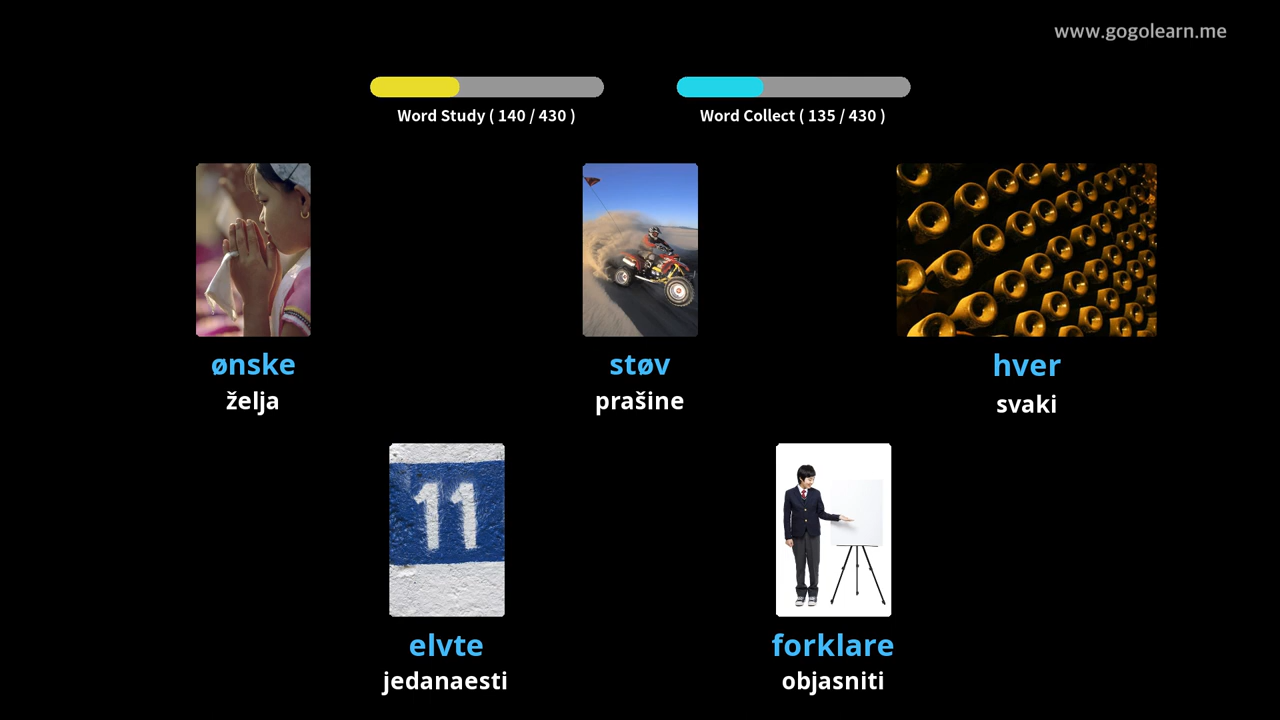 www.gogolearn.me
Word Study ( 140 / 430 )
Word Collect ( 135 / 430 )
ønske
želja
støv
prašine
hver
svaki
11
elvte
jedanaesti
forklare
objasniti